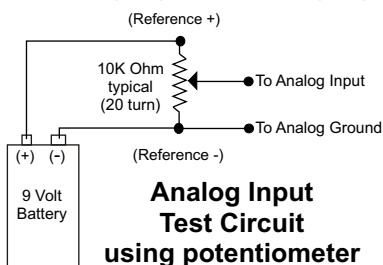 (Reference +)
10K Ohm
typical
(20 turn)
To Analog Input
To Analog Ground
(+) (-)
(Reference -)
9 Volt
Battery
Analog Input
Test Circuit
using potentiometer